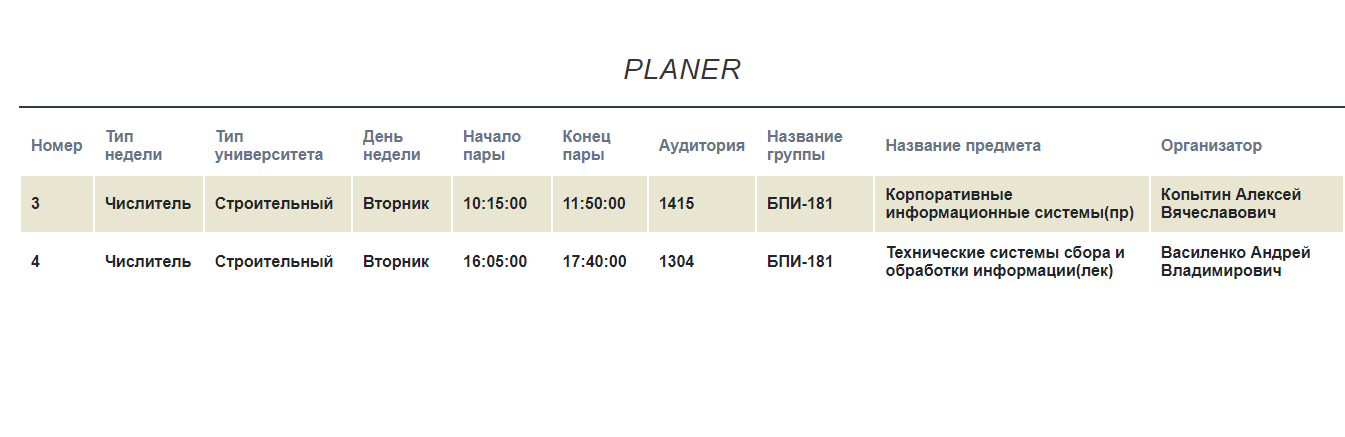 PLANER
Номер Тип недели Тип университета День недели Начало пары Конец пары Аудитория Название группы Название предмета Организатор
3 Числитель Строительный Вторник 10:15:00 11:50:00 1415 БПИ-181 Корпоративные информационные системы(пр) Копытин Алексей Вячеславович
4 Числитель Строительный Вторник 16:05:00 17:40:00 1304 БПИ-181 Технические системы сбора и обработки информации(лек) Василенко Андрей Владимирович